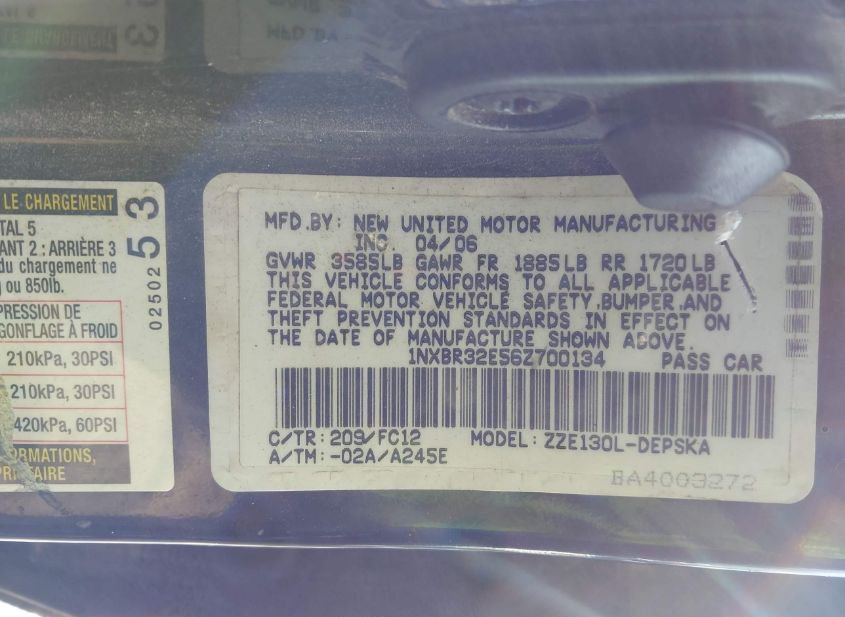 LE CHARGEMENT
TAL 5
ANT 2 : ARRIÈRE 3
du chargement ne
ou 850lb.
PRESSION DE
GONFLAGE À FROID
210kPa, 30PSI
210kPa, 30PSI
420kPa, 60PSI
FORMATIONS,
PRIÉTAIRE
02502
53
MFD.BY: NEW UNITED MOTOR MANUFACTURING
INC. 04/06
GVWR 3585LB GAWR FR 1885LB RR 1720LB
THIS VEHICLE CONFORMS TO ALL APPLICABLE
FEDERAL MOTOR VEHICLE SAFETY,BUMPER,AND
THEFT PREVENTION STANDARDS IN EFFECT ON
THE DATE OF MANUFACTURE SHOWN ABOVE.
1NXBR32E56Z700134 PASS CAR
C/TR: 209/FC12 MODEL: ZZE130L-DEPSKA
A/TM:-02A/A245E
BA4003272